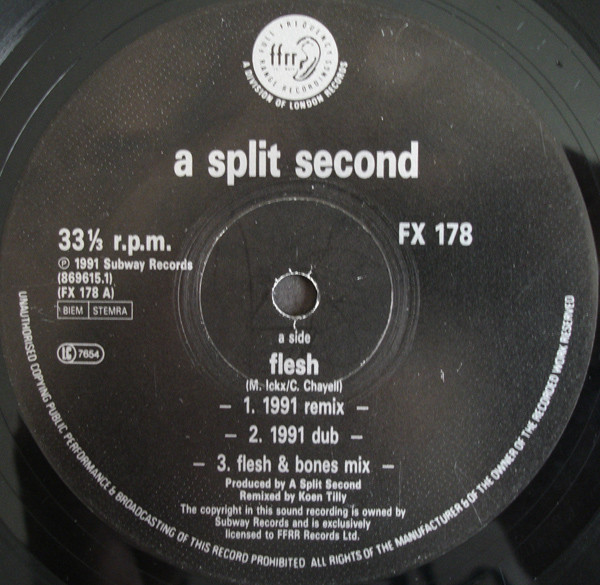 FULL FREQUENCY
ffrr
RANGE RECORDINGS
A DIVISION OF LONDON RECORDS
a split second
33⅓ r.p.m.
FX 178
℗ 1991 Subway Records
(869615.1)
(FX 178 A)
BIEM STEMRA
LC 7654
a side
flesh
(M. Ickx/C. Chayell)
– 1. 1991 remix –
– 2. 1991 dub –
– 3. flesh & bones mix –
Produced by A Split Second
Remixed by Koen Tilly
The copyright in this sound recording is owned by
Subway Records and is exclusively
licensed to FFRR Records Ltd.
UNAUTHORISED COPYING PUBLIC PERFORMANCE & BROADCASTING OF THIS RECORD PROHIBITED ALL RIGHTS OF THE MANUFACTURER & OF THE OWNER OF THE RECORDED WORK RESERVED